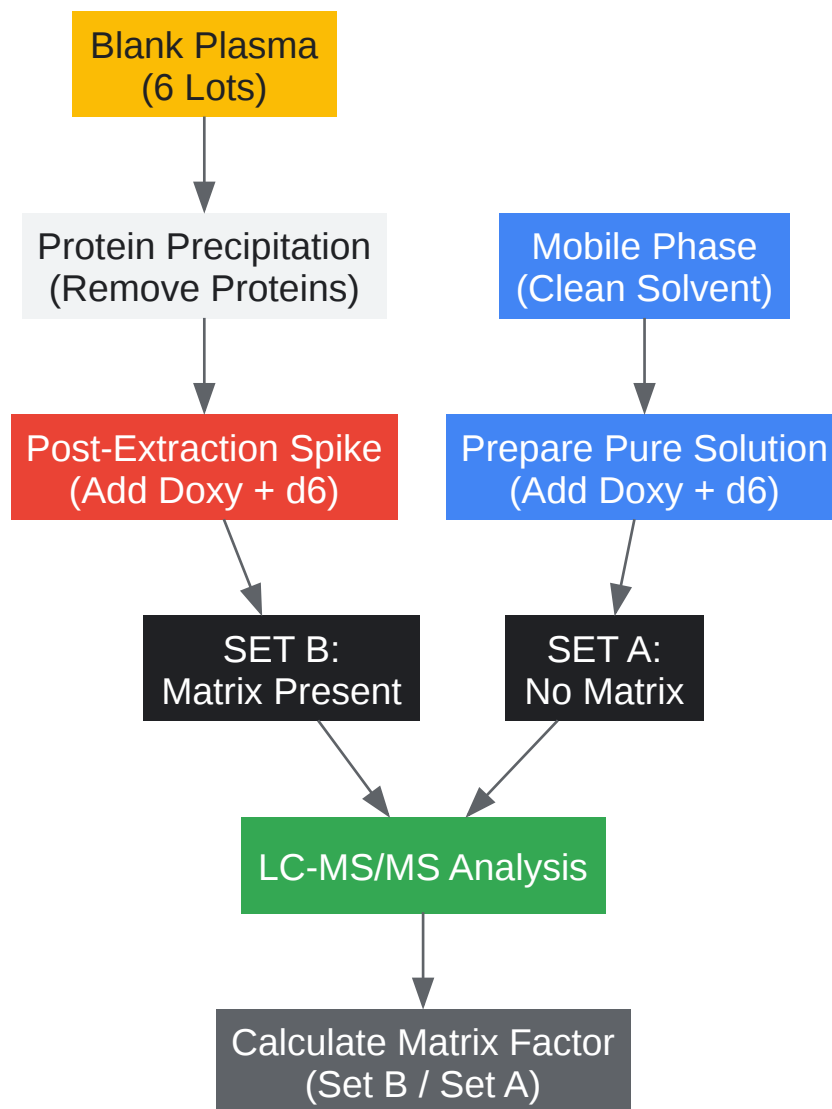 Blank Plasma
(6 Lots)
Protein Precipitation
(Remove Proteins)
Mobile Phase
(Clean Solvent)
Post-Extraction Spike
(Add Doxy + d6)
Prepare Pure Solution
(Add Doxy + d6)
SET B:
Matrix Present
SET A:
No Matrix
LC-MS/MS Analysis
Calculate Matrix Factor
(Set B / Set A)